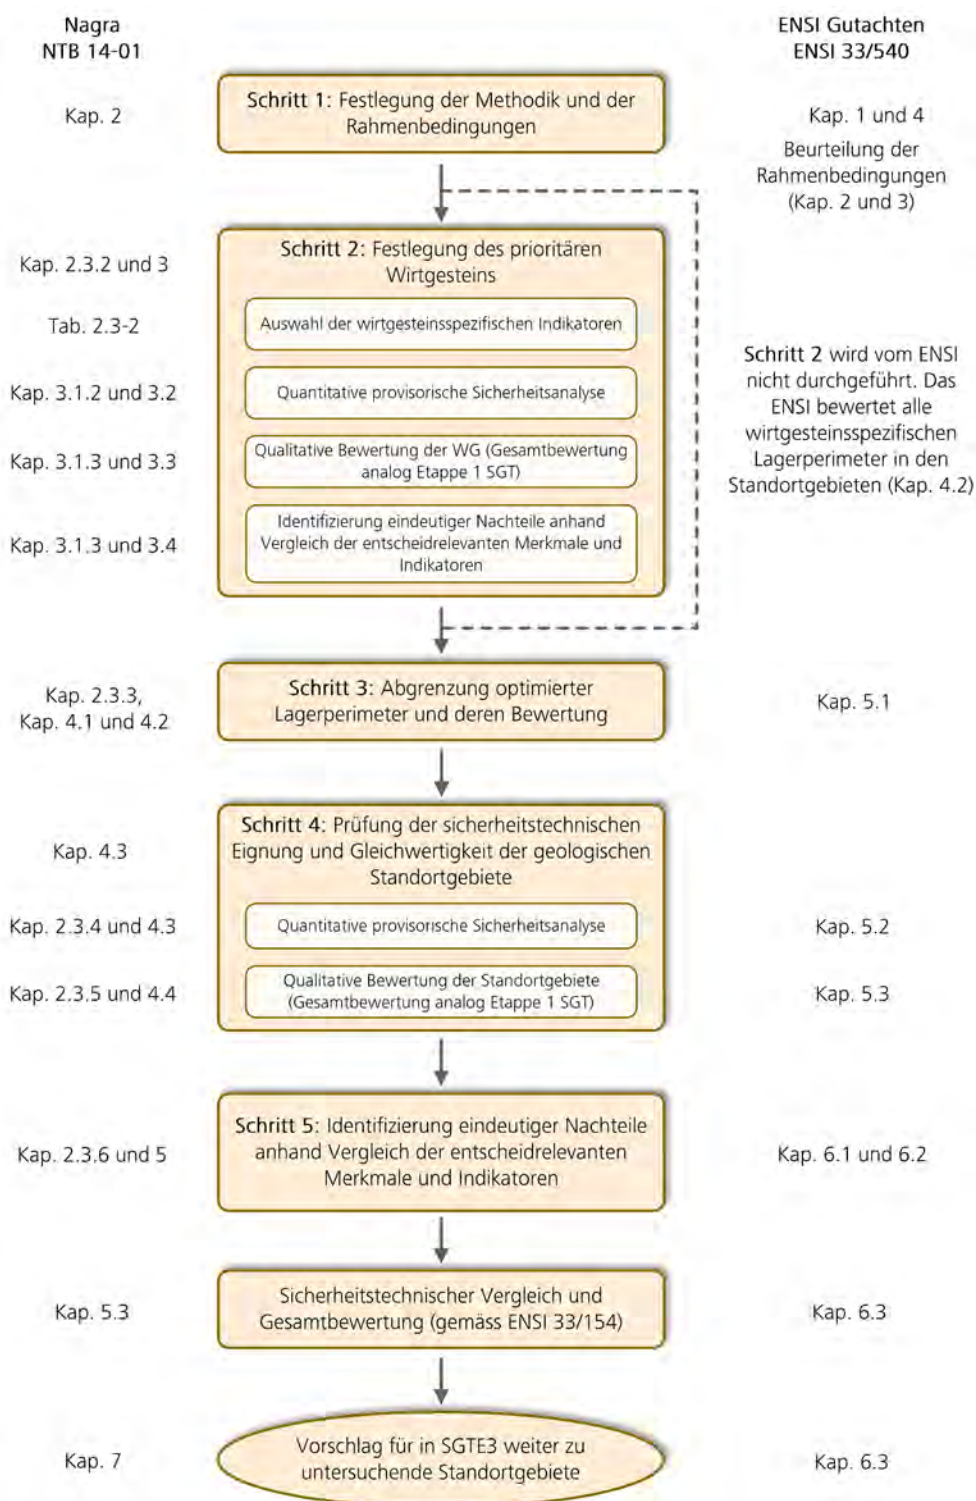 Nagra
NTB 14-01
ENSI Gutachten
ENSI 33/540
Kap. 2
Schritt 1: Festlegung der Methodik und der
Rahmenbedingungen
Kap. 1 und 4
Beurteilung der
Rahmenbedingungen
(Kap. 2 und 3)
Kap. 2.3.2 und 3
Schritt 2: Festlegung des prioritären
Wirtgesteins
Tab. 2.3-2
Auswahl der wirtgesteinsspezifischen Indikatoren
Kap. 3.1.2 und 3.2
Quantitative provisorische Sicherheitsanalyse
Kap. 3.1.3 und 3.3
Qualitative Bewertung der WG (Gesamtbewertung
analog Etappe 1 SGT)
Kap. 3.1.3 und 3.4
Identifizierung eindeutiger Nachteile anhand
Vergleich der entscheidrelevanten Merkmale und
Indikatoren
Schritt 2 wird vom ENSI
nicht durchgeführt. Das
ENSI bewertet alle
wirtgesteinsspezifischen
Lagerperimeter in den
Standortgebieten (Kap. 4.2)
Kap. 2.3.3,
Kap. 4.1 und 4.2
Schritt 3: Abgrenzung optimierter
Lagerperimeter und deren Bewertung
Kap. 5.1
Kap. 4.3
Schritt 4: Prüfung der sicherheitstechnischen
Eignung und Gleichwertigkeit der geologischen
Standortgebiete
Kap. 2.3.4 und 4.3
Quantitative provisorische Sicherheitsanalyse
Kap. 5.2
Kap. 2.3.5 und 4.4
Qualitative Bewertung der Standortgebiete
(Gesamtbewertung analog Etappe 1 SGT)
Kap. 5.3
Kap. 2.3.6 und 5
Schritt 5: Identifizierung eindeutiger Nachteile
anhand Vergleich der entscheidrelevanten
Merkmale und Indikatoren
Kap. 6.1 und 6.2
Kap. 5.3
Sicherheitstechnischer Vergleich und
Gesamtbewertung (gemäss ENSI 33/154)
Kap. 6.3
Kap. 7
Vorschlag für in SGTE3 weiter zu
untersuchende Standortgebiete
Kap. 6.3